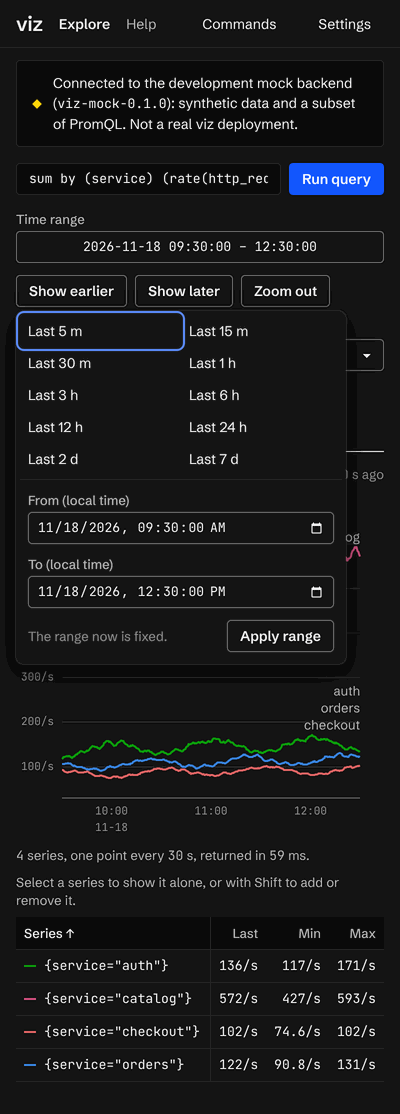 viz Explore Help Commands Settings
Connected to the development mock backend
(viz-mock-0.1.0): synthetic data and a subset
of PromQL. Not a real viz deployment.
sum by (service) (rate(http_rec
Run query
Time range
2026-11-18 09:30:00 – 12:30:00
Show earlier Show later Zoom out
Last 5 m Last 15 m
Last 30 m Last 1 h
Last 3 h Last 6 h
Last 12 h Last 24 h
Last 2 d Last 7 d
s ago
From (local time)
11/18/2026, 09:30:00 AM
og
To (local time)
11/18/2026, 12:30:00 PM
The range now is fixed. Apply range
300/s
auth
orders
200/s
checkout
100/s
10:00 11:00 12:00
11-18
4 series, one point every 30 s, returned in 59 ms.
Select a series to show it alone, or with Shift to add or
remove it.
Series ↑ Last Min Max
{service="auth"} 136/s 117/s 171/s
{service="catalog"} 572/s 427/s 593/s
{service="checkout"} 102/s 74.6/s 102/s
{service="orders"} 122/s 90.8/s 131/s